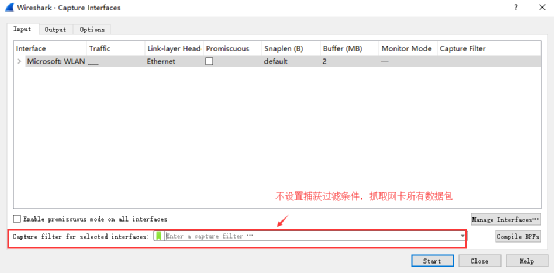 Wireshark · Capture Interfaces
Input Output Options
Interface Traffic Link-layer Head Promiscuous Snaplen (B) Buffer (MB) Monitor Mode Capture Filter
Microsoft: WLAN ___ Ethernet default 2 —
不设置捕获过滤条件，抓取网卡所有数据包
Enable promiscuous mode on all interfaces Manage Interfaces…
Capture filter for selected interfaces: Enter a capture filter … Compile BPFs
Start Close Help